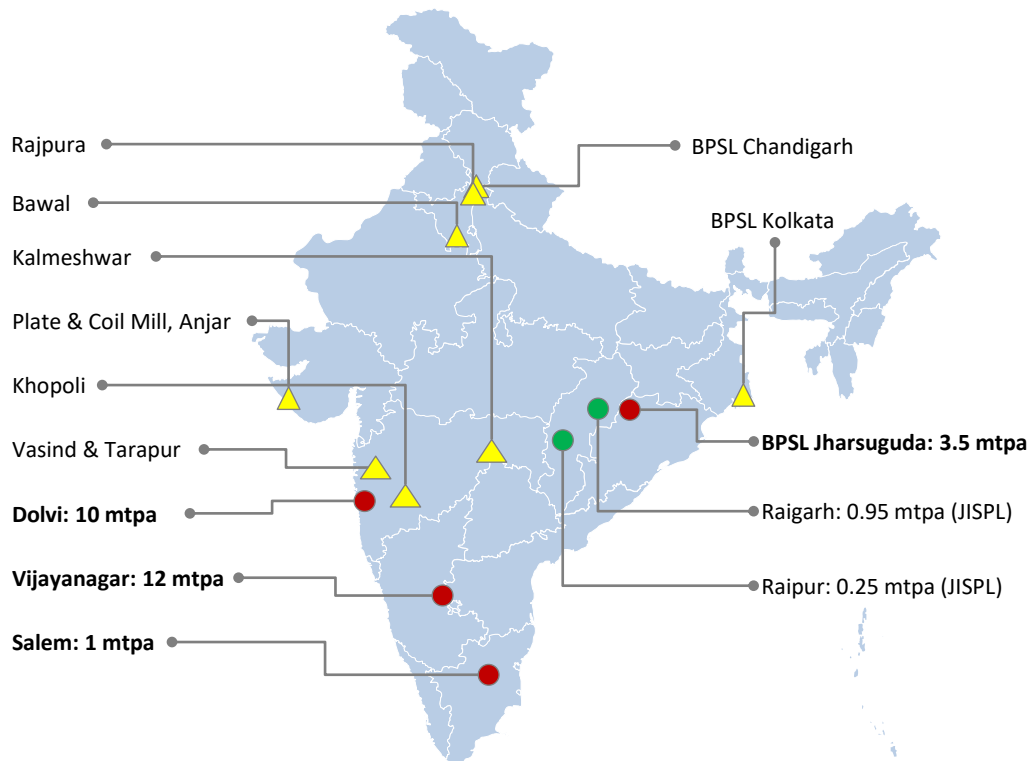 Rajpura
Bawal
Kalmeshwar
Plate & Coil Mill, Anjar
Khopoli
Vasind & Tarapur
Dolvi: 10 mtpa
Vijayanagar: 12 mtpa
Salem: 1 mtpa
BPSL Chandigarh
BPSL Kolkata
BPSL Jharsuguda: 3.5 mtpa
Raigarh: 0.95 mtpa (JISPL)
Raipur: 0.25 mtpa (JISPL)